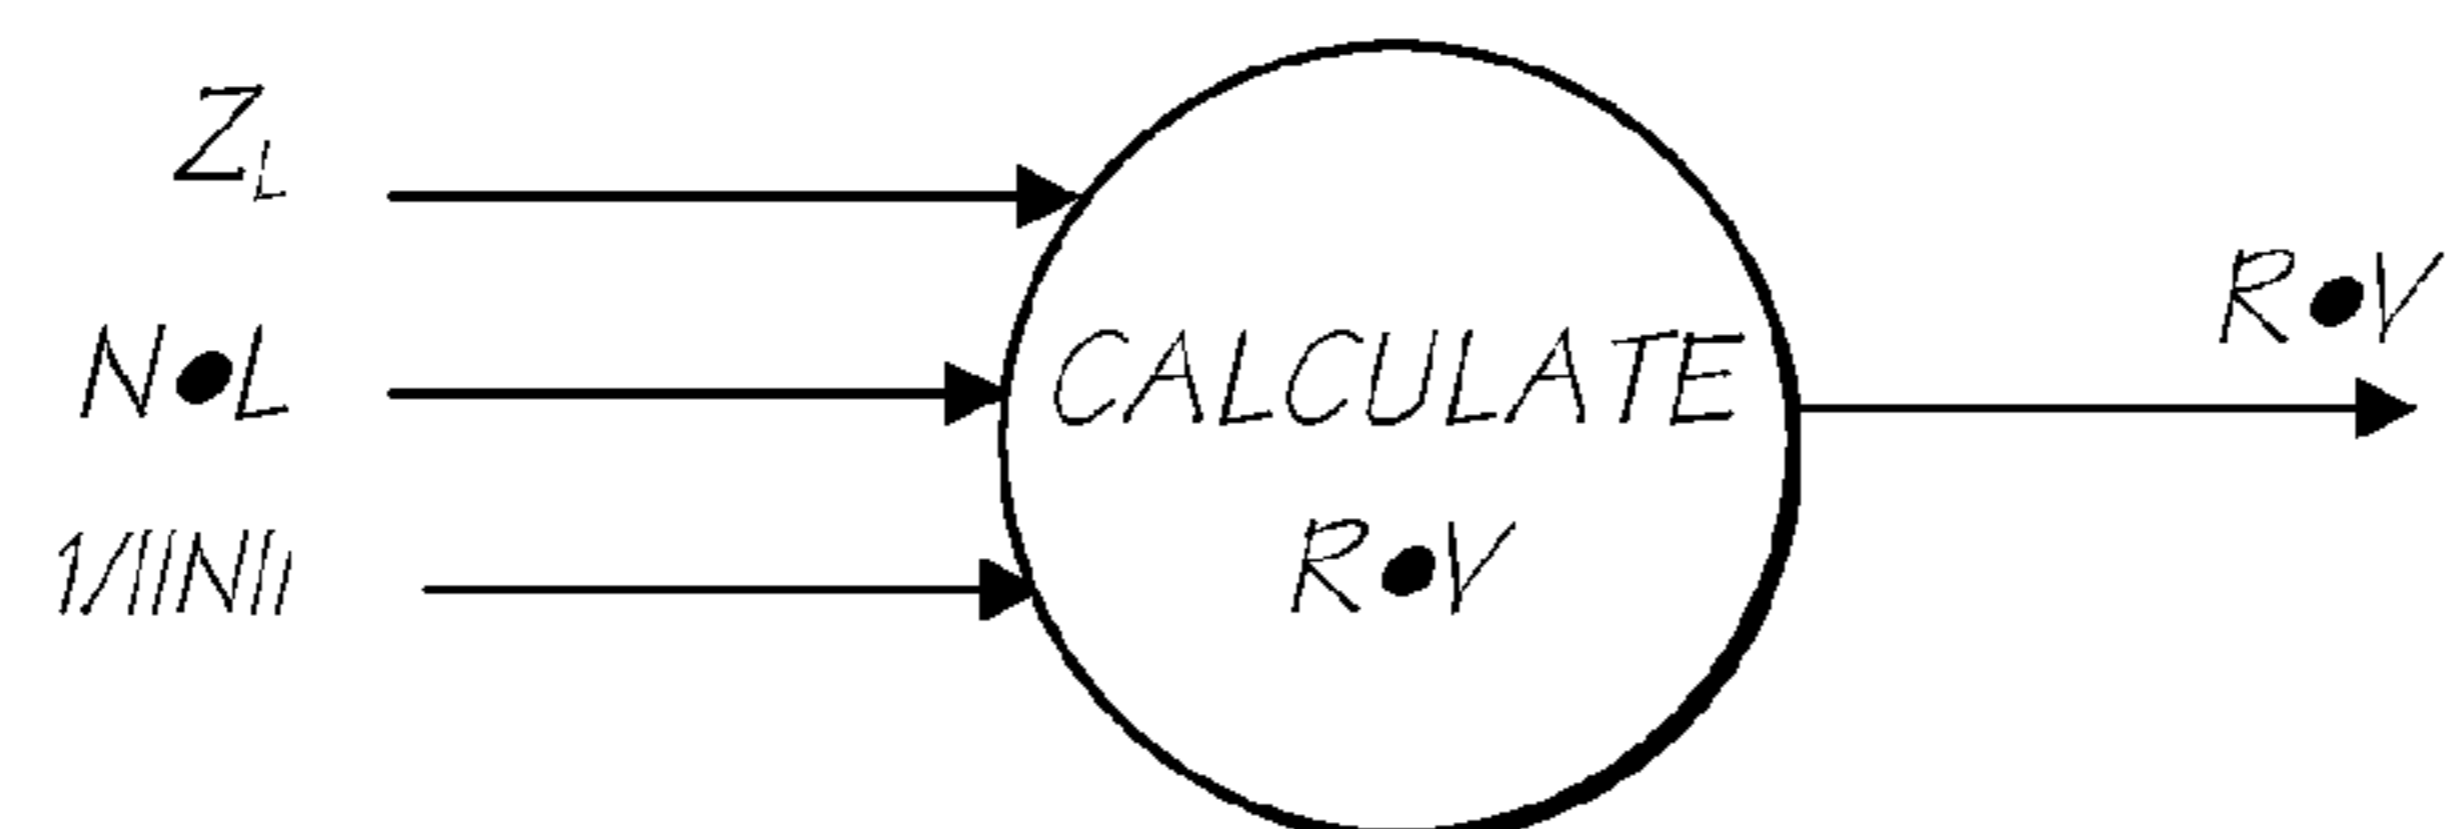 Z_L
N•L
1/||N||
CALCULATE
R•V
R•V